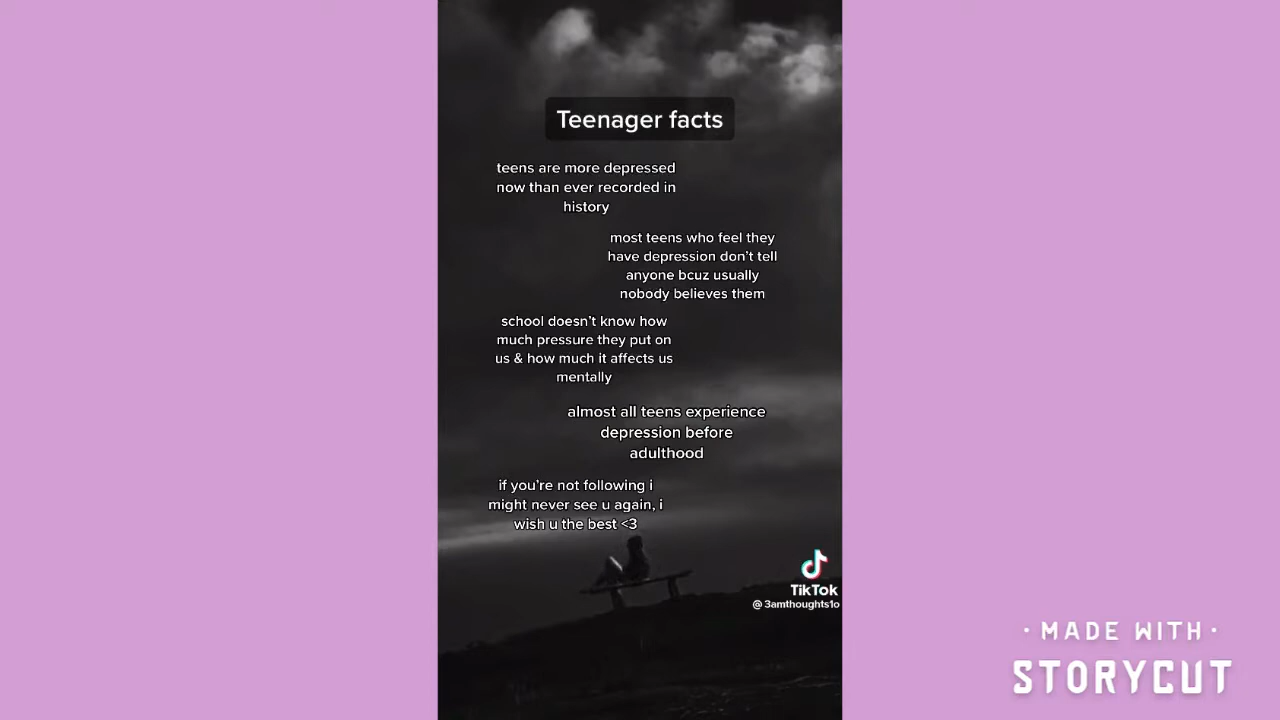 Teenager facts
teens are more depressed
now than ever recorded in
history
most teens who feel they
have depression don't tell
anyone bcuz usually
nobody believes them
school doesn't know how
much pressure they put on
us & how much it affects us
mentally
almost all teens experience
depression before
adulthood
if you're not following i
might never see u again, i
wish u the best <3
TikTok
@ 3amthoughts1o
· MADE WITH ·
STORYCUT